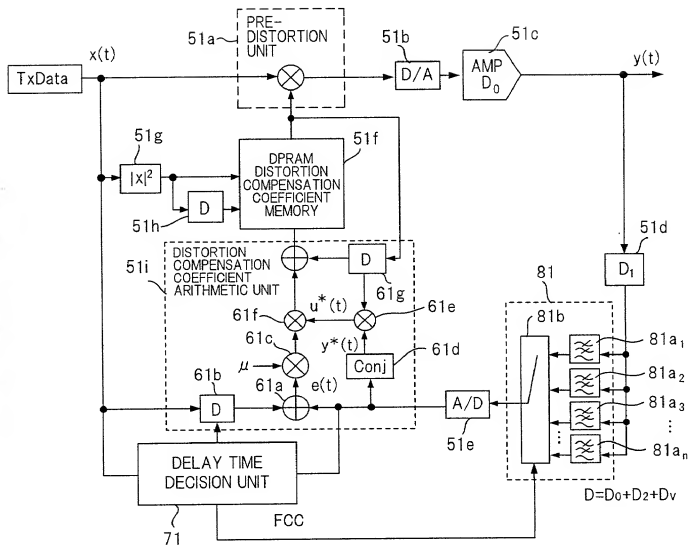 PRE-
DISTORTION
UNIT
51a
51b
51c
x(t)
y(t)
TxData
D/A
AMP
D0
51g
51f
|x|²
DPRAM
DISTORTION
COMPENSATION
COEFFICIENT
MEMORY
D
51h
51d
D1
DISTORTION
COMPENSATION
COEFFICIENT
ARITHMETIC UNIT
51i
D
61g
81
81b
u*(t)
61e
61f
81a1
61c
y*(t)
61d
μ
Conj
81a2
61b
61a
e(t)
D
A/D
81a3
51e
⋮
⋮
81an
DELAY TIME
DECISION UNIT
D=D0+D2+Dv
71
FCC